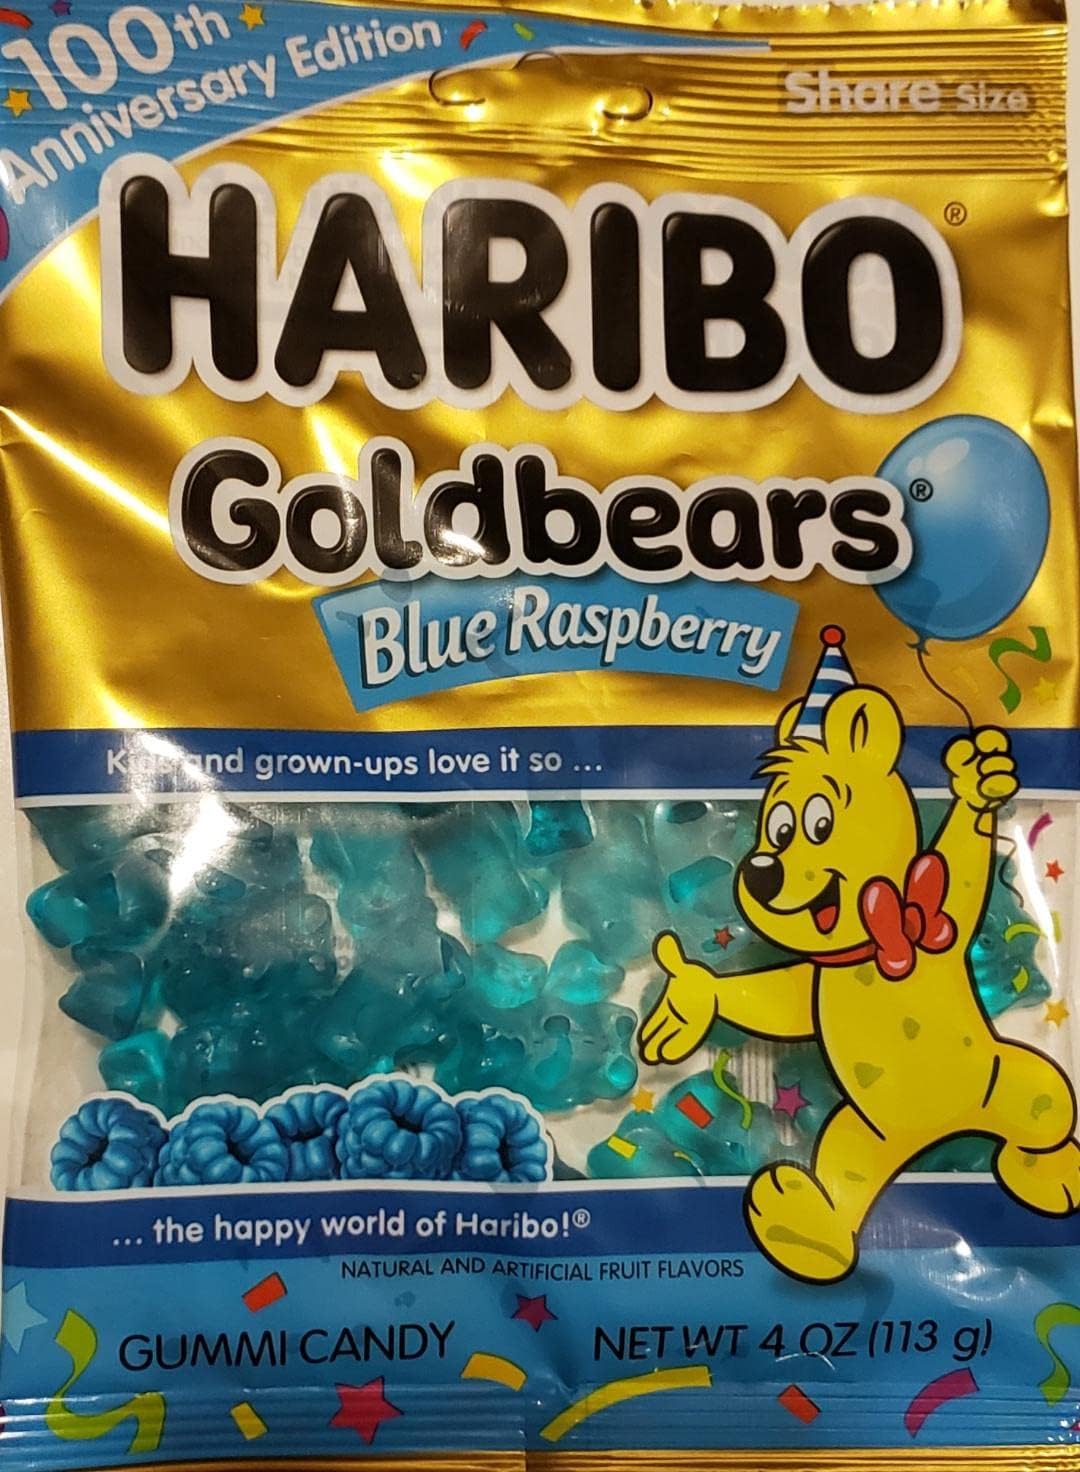 100th
Anniversary Edition
Share Size
HARIBO®
Goldbears®
Blue Raspberry
Kids and grown-ups love it so ...
... the happy world of Haribo!®
NATURAL AND ARTIFICIAL FRUIT FLAVORS
GUMMI CANDY
NET WT 4 OZ (113 g)